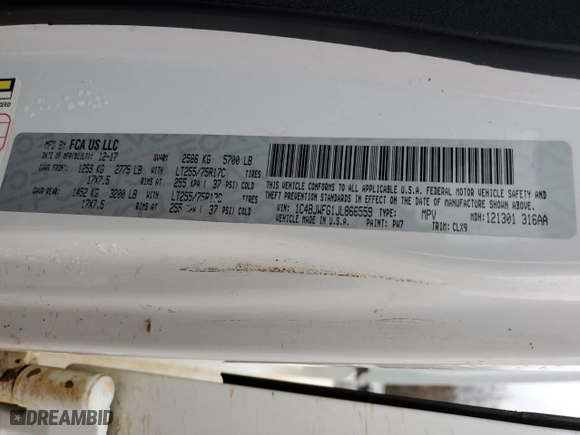 MFD BY FCA US LLC
DATE OF MFR 12-17 GVWR 2586 KG 5700 LB
GAWR FRONT: 1259 KG 2775 LB WITH LT255/75R17C TIRES
17X7.5 RIMS AT 255 KPA ( 37 PSI) COLD
GAWR REAR: 1452 KG 3200 LB WITH LT255/75R17C TIRES
17X7.5 RIMS AT 255 KPA ( 37 PSI) COLD
THIS VEHICLE CONFORMS TO ALL APPLICABLE U.S.A. FEDERAL MOTOR VEHICLE SAFETY AND
THEFT PREVENTION STANDARDS IN EFFECT ON THE DATE OF MANUFACTURE SHOWN ABOVE.
VIN: 1C4BJWFG1JL866559 TYPE: MPV MDH: 121301 316AA
VEHICLE MADE IN U.S.A. PAINT: PW7 TRIM: CLX9
DREAMBID